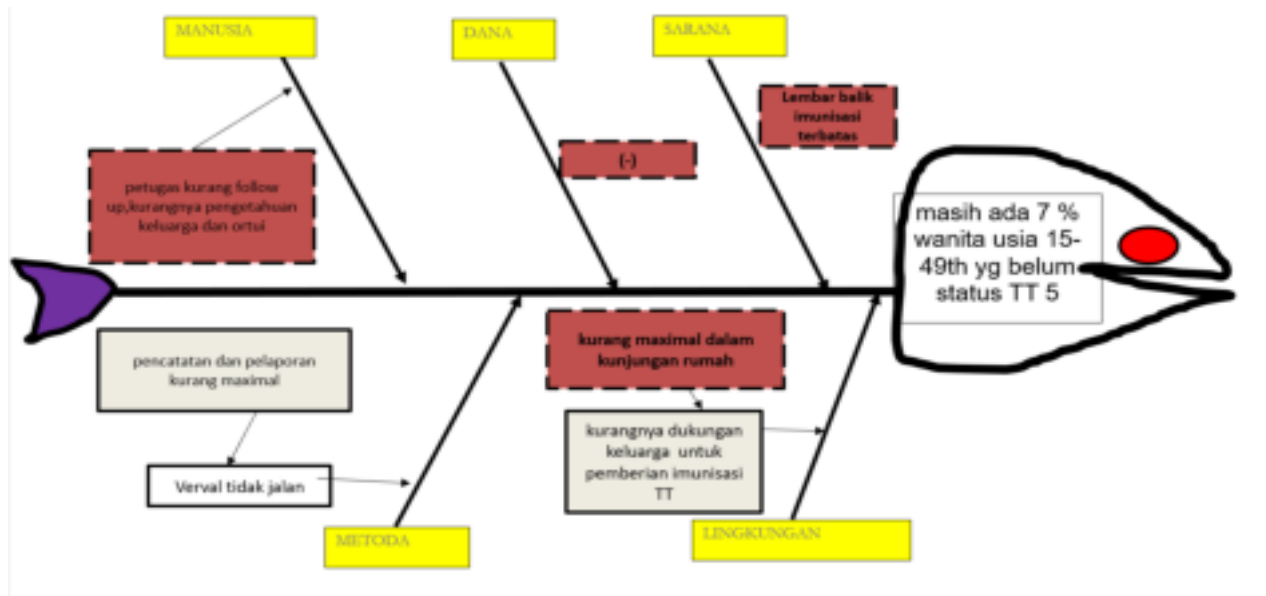 MANUSIA
DANA
SARANA
Lembar balik
imunisasi
terbatas
(-)
petugas kurang follow
up,kurangnya pengetahuan
keluarga dan ortui
masih ada 7 %
wanita usia 15-
49th yg belum
status TT 5
kurang maximal dalam
kunjungan rumah
pencatatan dan pelaporan
kurang maximal
kurangnya dukungan
keluarga untuk
pemberian imunisasi
TT
Verval tidak jalan
METODA
LINGKUNGAN